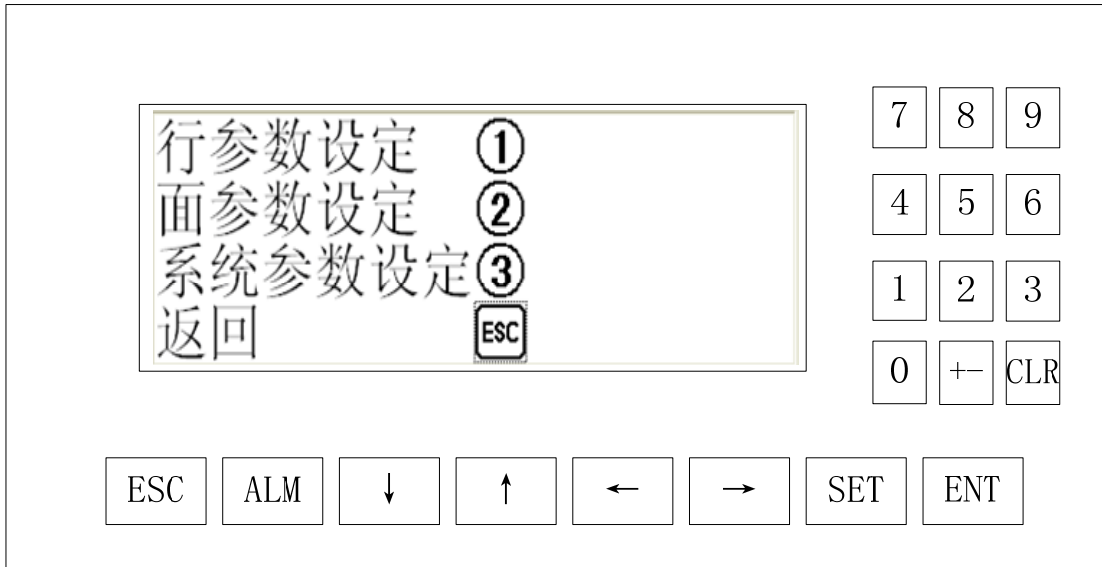 行参数设定 ①
面参数设定 ②
系统参数设定③
返回 ESC
7 8 9
4 5 6
1 2 3
0 +− CLR
ESC ALM ↓ ↑ ← → SET ENT